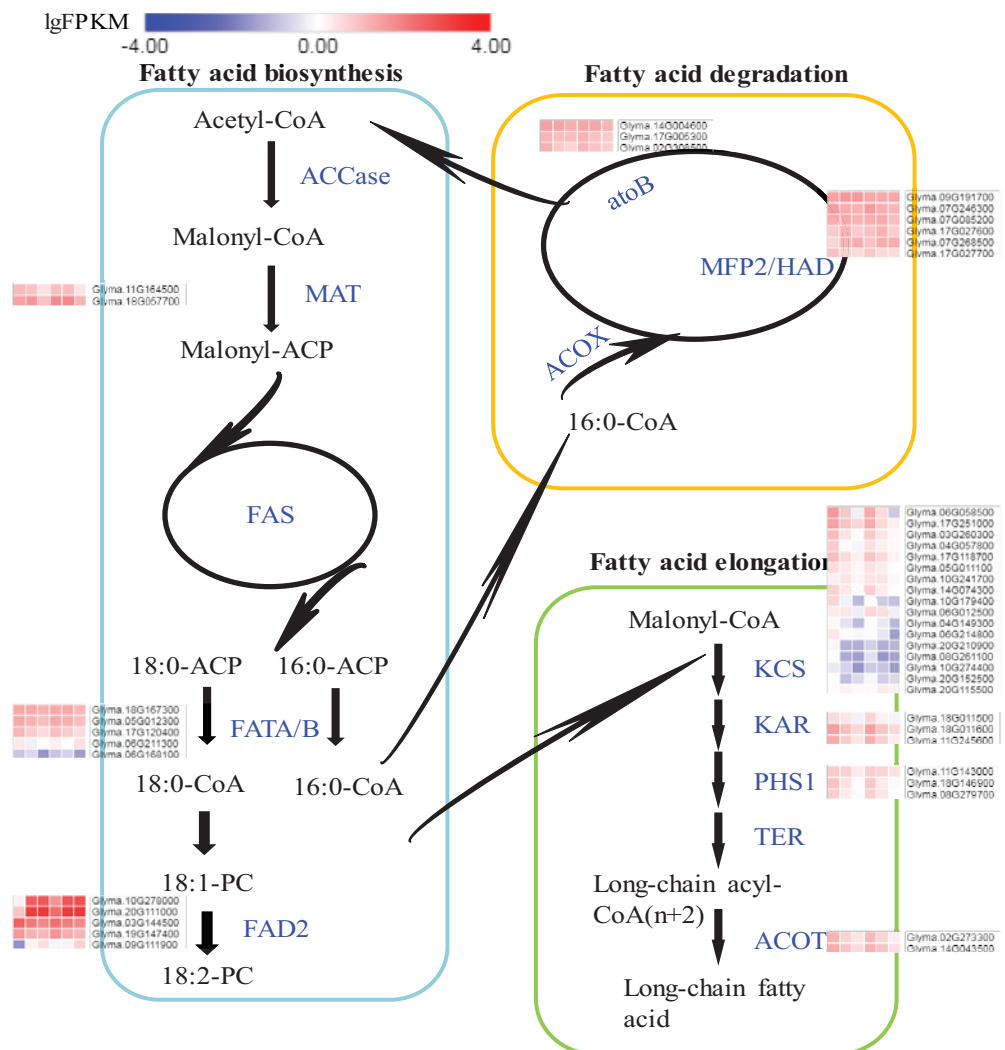 lgFPKM
-4.00 0.00 4.00
Fatty acid biosynthesis
Acetyl-CoA
ACCase
Malonyl-CoA
MAT
Glyma.11G164500
Glyma.18G057700
Malonyl-ACP
FAS
18:0-ACP 16:0-ACP
FATA/B
Glyma.18G167300
Glyma.05G012300
Glyma.17G120400
Glyma.06G211300
Glyma.06G168100
18:0-CoA 16:0-CoA
18:1-PC
FAD2
Glyma.10G278000
Glyma.20G111000
Glyma.03G144500
Glyma.19G147400
Glyma.09G111900
18:2-PC
Fatty acid degradation
Glyma.14G004600
Glyma.17G005300
Glyma.02G308500
atoB
MFP2/HAD
Glyma.09G191700
Glyma.07G246300
Glyma.07G085200
Glyma.17G027600
Glyma.07G268500
Glyma.17G027700
ACOX
16:0-CoA
Fatty acid elongation
Malonyl-CoA
KCS
Glyma.06G058500
Glyma.17G251000
Glyma.03G260300
Glyma.04G057800
Glyma.17G118700
Glyma.05G011100
Glyma.10G241700
Glyma.14G074300
Glyma.10G179400
Glyma.06G012500
Glyma.04G149300
Glyma.06G214800
Glyma.20G210900
Glyma.08G261100
Glyma.10G274400
Glyma.20G152500
Glyma.20G115500
KAR
Glyma.18G011500
Glyma.18G011600
Glyma.11G245600
PHS1
Glyma.11G143000
Glyma.18G146900
Glyma.08G279700
TER
Long-chain acyl-
CoA(n+2)
ACOT
Glyma.02G273300
Glyma.14G043500
Long-chain fatty
acid